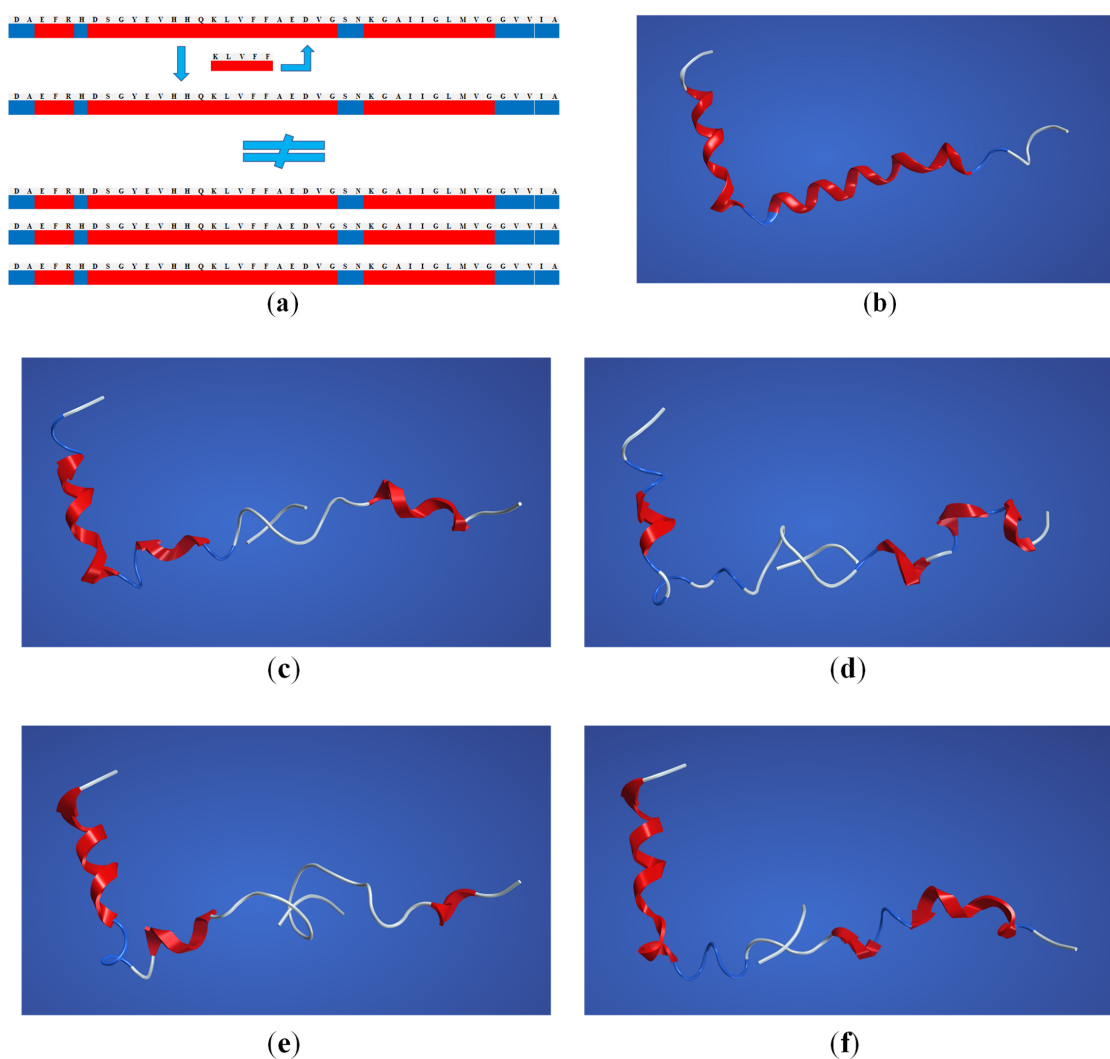 D A E F R H D S G Y E V H H Q K L V F F A E D V G S N K G A I I G L M V G G V V I A
K L V F F
D A E F R H D S G Y E V H H Q K L V F F A E D V G S N K G A I I G L M V G G V V I A
D A E F R H D S G Y E V H H Q K L V F F A E D V G S N K G A I I G L M V G G V V I A
D A E F R H D S G Y E V H H Q K L V F F A E D V G S N K G A I I G L M V G G V V I A
D A E F R H D S G Y E V H H Q K L V F F A E D V G S N K G A I I G L M V G G V V I A
(a)
(b)
(c)
(d)
(e)
(f)